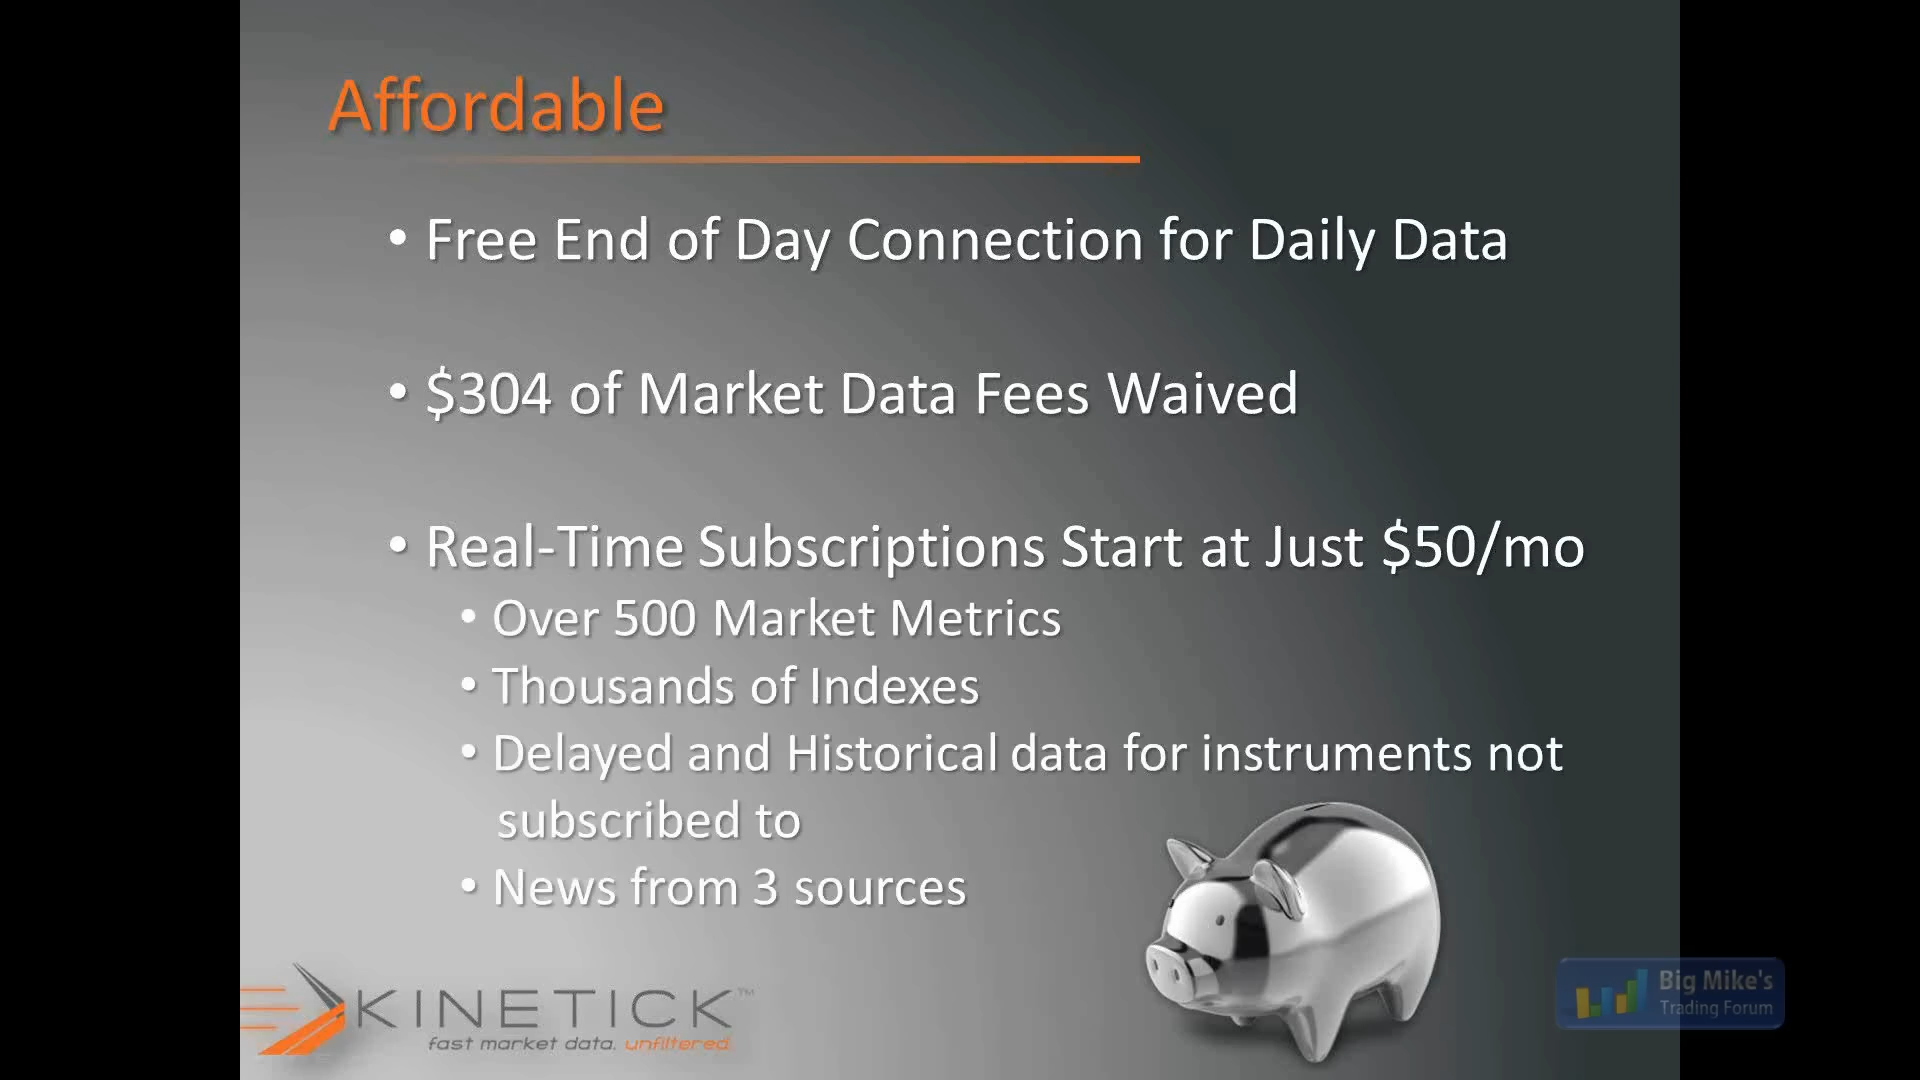 Affordable
• Free End of Day Connection for Daily Data
• $304 of Market Data Fees Waived
• Real-Time Subscriptions Start at Just $50/mo
• Over 500 Market Metrics
• Thousands of Indexes
• Delayed and Historical data for instruments not
subscribed to
• News from 3 sources
KINETICK™
fast market data. unfiltered.
Big Mike's
Trading Forum